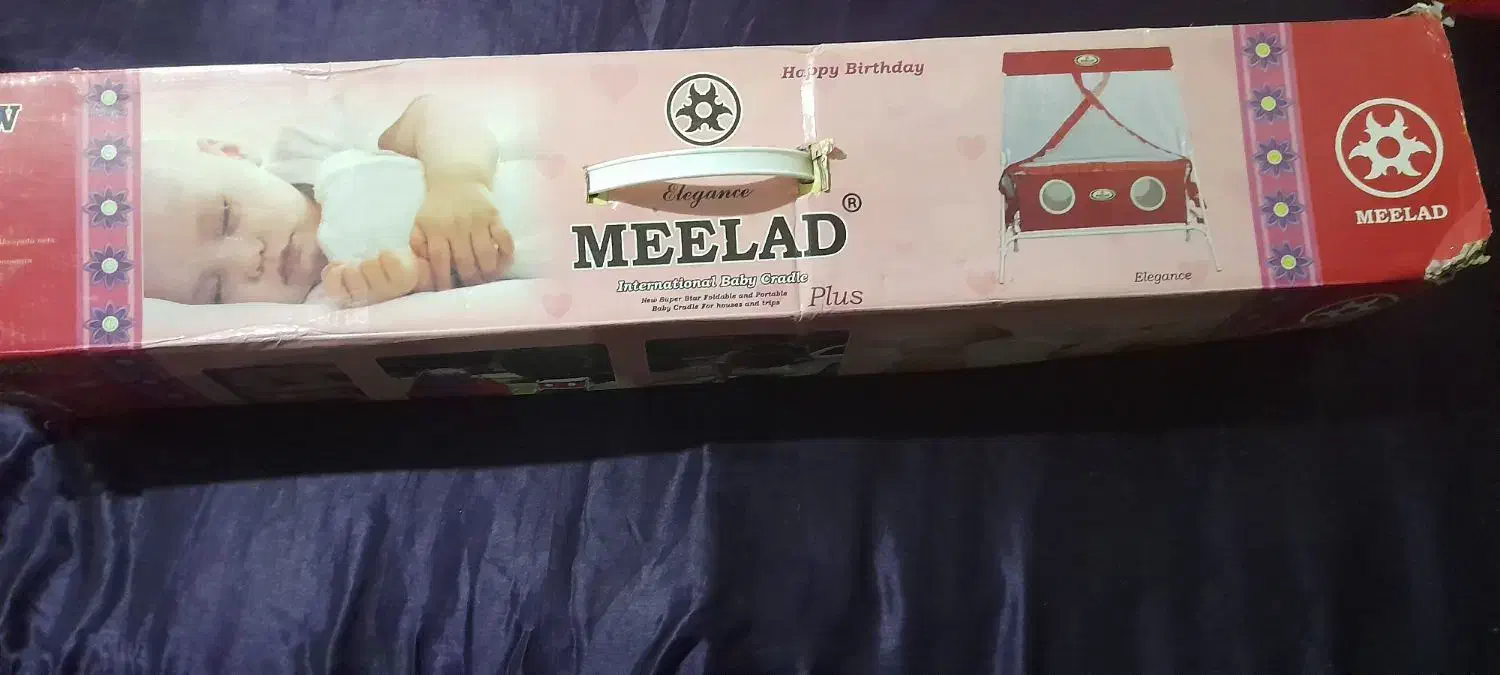 W
Happy Birthday
Elegance
MEELAD®
International Baby Cradle
New Super Star Foldable and Portable
Baby Cradle For houses and trips
Plus
Elegance
MEELAD